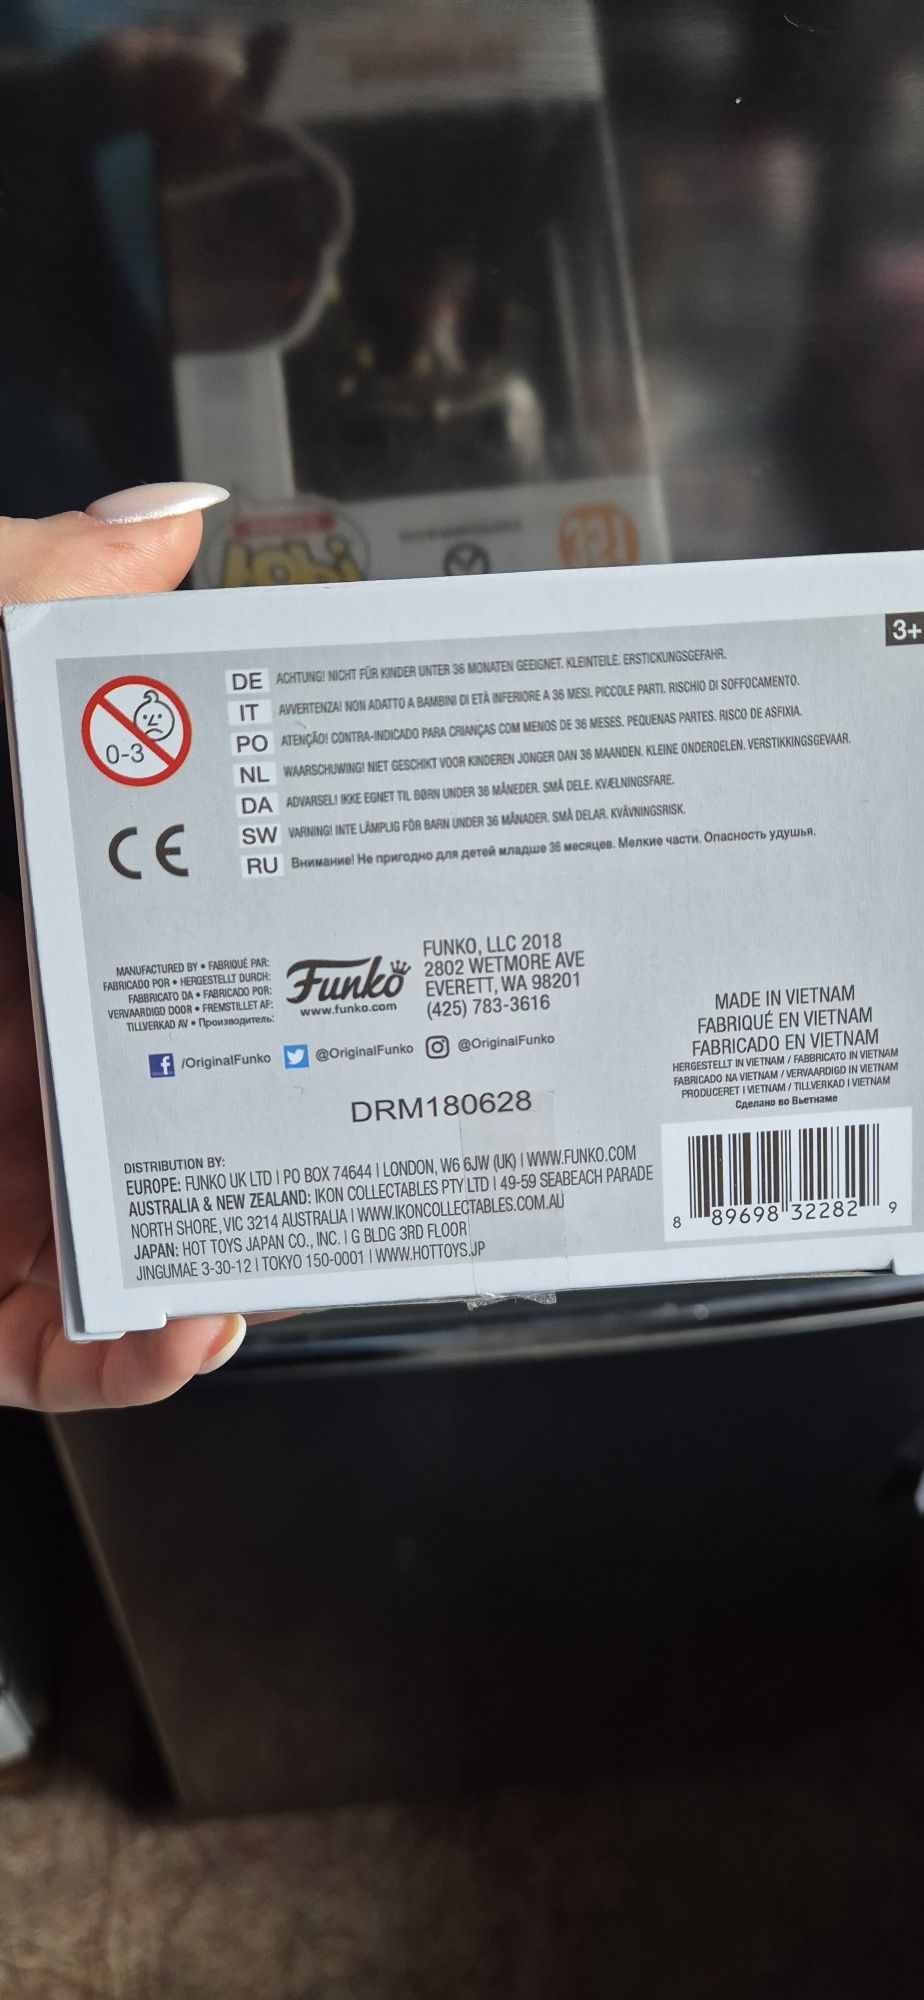 3+
0-3
DE ACHTUNG! NICHT FÜR KINDER UNTER 36 MONATEN GEEIGNET. KLEINTEILE. ERSTICKUNGSGEFAHR.
IT AVVERTENZA! NON ADATTO A BAMBINI DI ETÀ INFERIORE A 36 MESI. PICCOLE PARTI. RISCHIO DI SOFFOCAMENTO.
PO ATENÇÃO! CONTRA-INDICADO PARA CRIANÇAS COM MENOS DE 36 MESES. PEQUENAS PARTES. RISCO DE ASFIXIA.
NL WAARSCHUWING! NIET GESCHIKT VOOR KINDEREN JONGER DAN 36 MAANDEN. KLEINE ONDERDELEN. VERSTIKKINGSGEVAAR.
DA ADVARSEL! IKKE EGNET TIL BØRN UNDER 36 MÅNEDER. SMÅ DELE. KVÆLNINGSFARE.
SW VARNING! INTE LÄMPLIG FÖR BARN UNDER 36 MÅNADER. SMÅ DELAR. KVÄVNINGSRISK.
RU Внимание! Не пригодно для детей младше 36 месяцев. Мелкие части. Опасность удушья.
CE
MANUFACTURED BY • FABRIQUÉ PAR:
FABRICADO POR • HERGESTELLT DURCH:
FABBRICATO DA • FABRICADO POR:
VERVAARDIGD DOOR • FREMSTILLET AF:
TILLVERKAD AV • Производитель:
Funko
www.funko.com
FUNKO, LLC 2018
2802 WETMORE AVE
EVERETT, WA 98201
(425) 783-3616
/OriginalFunko @OriginalFunko @OriginalFunko
DRM180628
MADE IN VIETNAM
FABRIQUÉ EN VIETNAM
FABRICADO EN VIETNAM
HERGESTELLT IN VIETNAM / FABBRICATO IN VIETNAM
FABRICADO NA VIETNAM / VERVAARDIGD IN VIETNAM
PRODUCERET I VIETNAM / TILLVERKAD I VIETNAM
Сделано во Вьетнаме
DISTRIBUTION BY:
EUROPE: FUNKO UK LTD | PO BOX 74644 | LONDON, W6 6JW (UK) | WWW.FUNKO.COM
AUSTRALIA & NEW ZEALAND: IKON COLLECTABLES PTY LTD | 49-59 SEABEACH PARADE
NORTH SHORE, VIC 3214 AUSTRALIA | WWW.IKONCOLLECTABLES.COM.AU
JAPAN: HOT TOYS JAPAN CO., INC. | G BLDG 3RD FLOOR
JINGUMAE 3-30-12 | TOKYO 150-0001 | WWW.HOTTOYS.JP
8 89698 32282 9